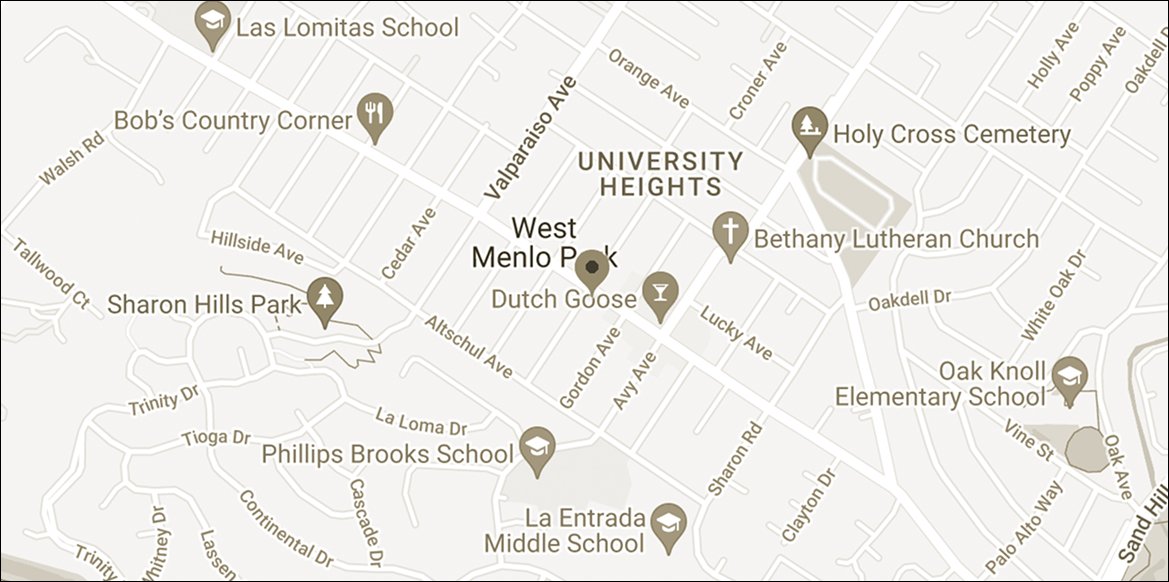 Las Lomitas School
Orange Ave
Croner Ave
Holly Ave
Poppy Ave
Oakdell D
Bob's Country Corner
Valparaiso Ave
Holy Cross Cemetery
Walsh Rd
UNIVERSITY
HEIGHTS
Hillside Ave
Cedar Ave
West
Menlo P k
Bethany Lutheran Church
Tallwood Ct
Sharon Hills Park
Dutch Goose
Oakdell Dr
White Oak Dr
Altschul Ave
Lucky Ave
Gordon Ave
Avy Ave
Oak Knoll
Elementary School
Trinity Dr
La Loma Dr
Tioga Dr
Phillips Brooks School
Sharon Rd
Vine St
Oak Ave
Continental Dr
Cascade Dr
Clayton Dr
Palo Alto Way
Sand Hill
La Entrada
Middle School
Trinity
Whitney Dr
Lassen